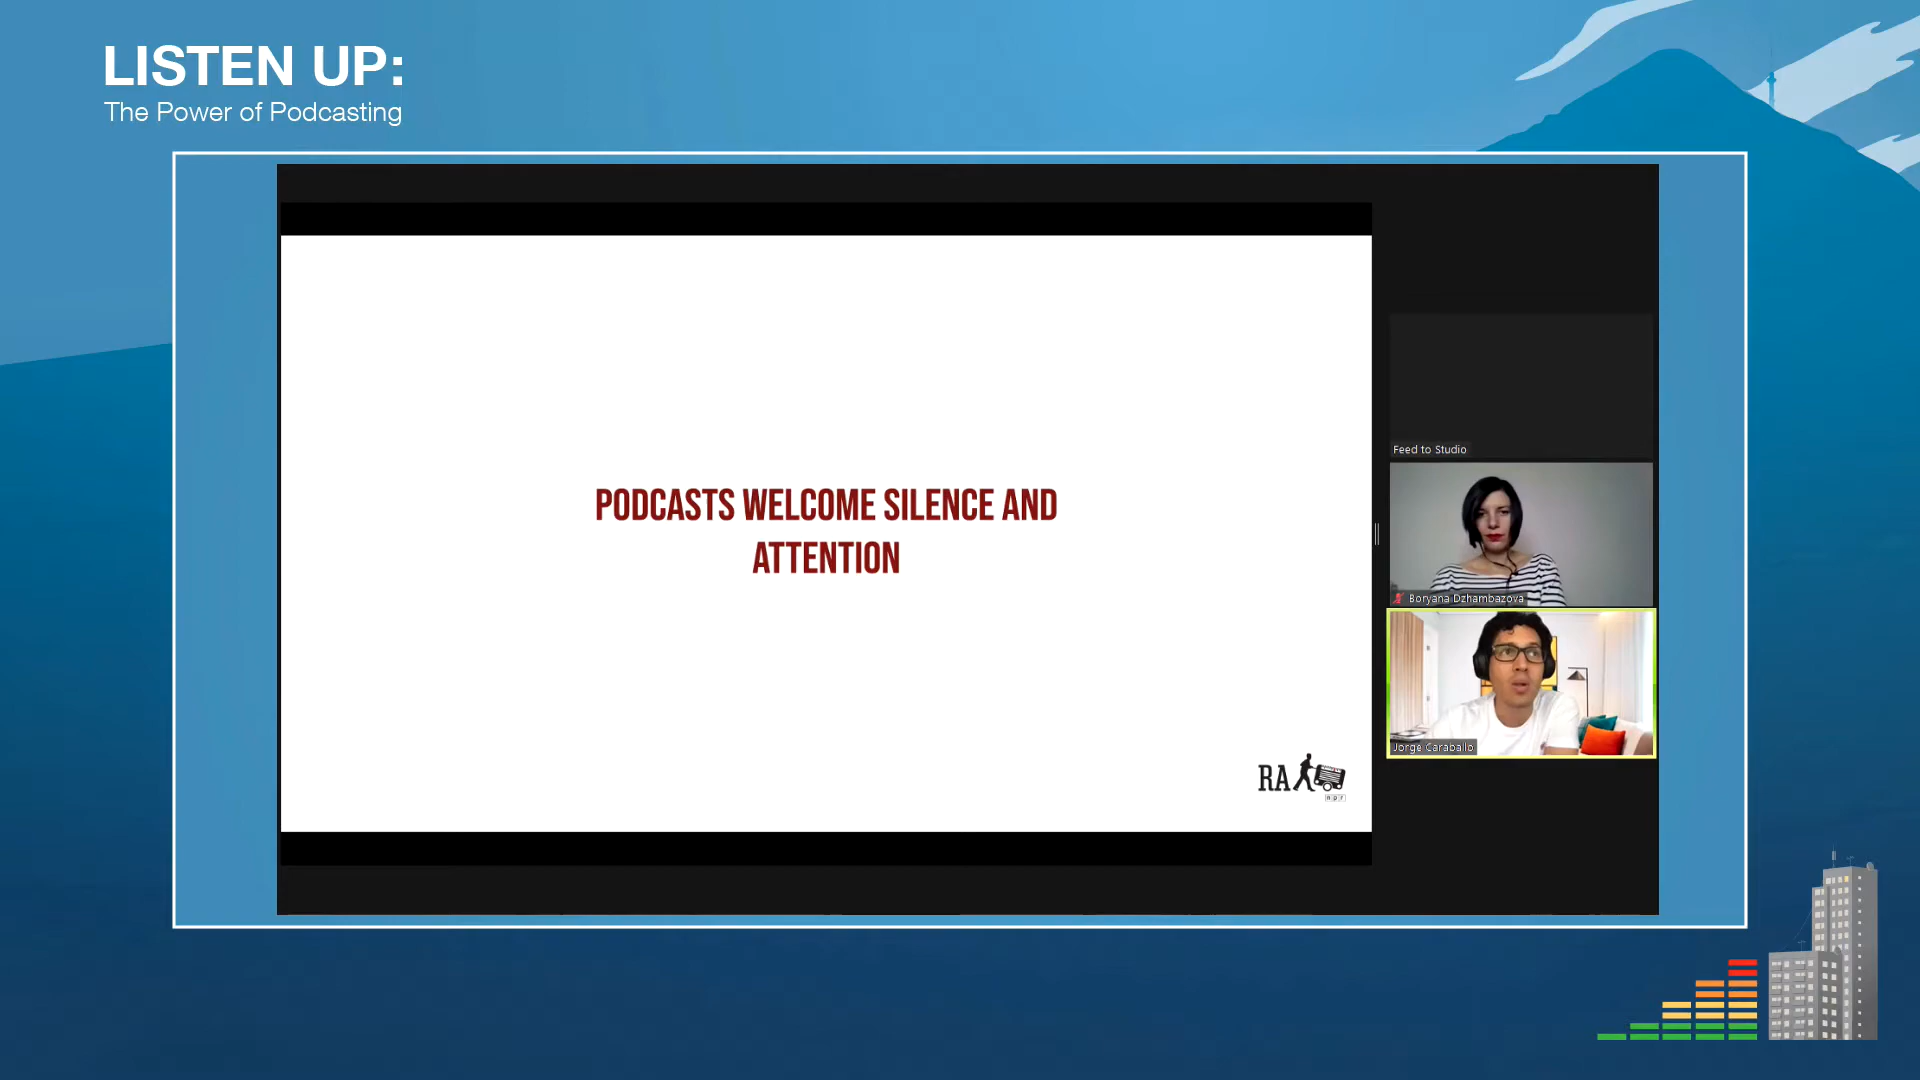 LISTEN UP:
The Power of Podcasting
PODCASTS WELCOME SILENCE AND
ATTENTION
RA
npr
Feed to Studio
Boryana Dzhambazova
Jorge Caraballo